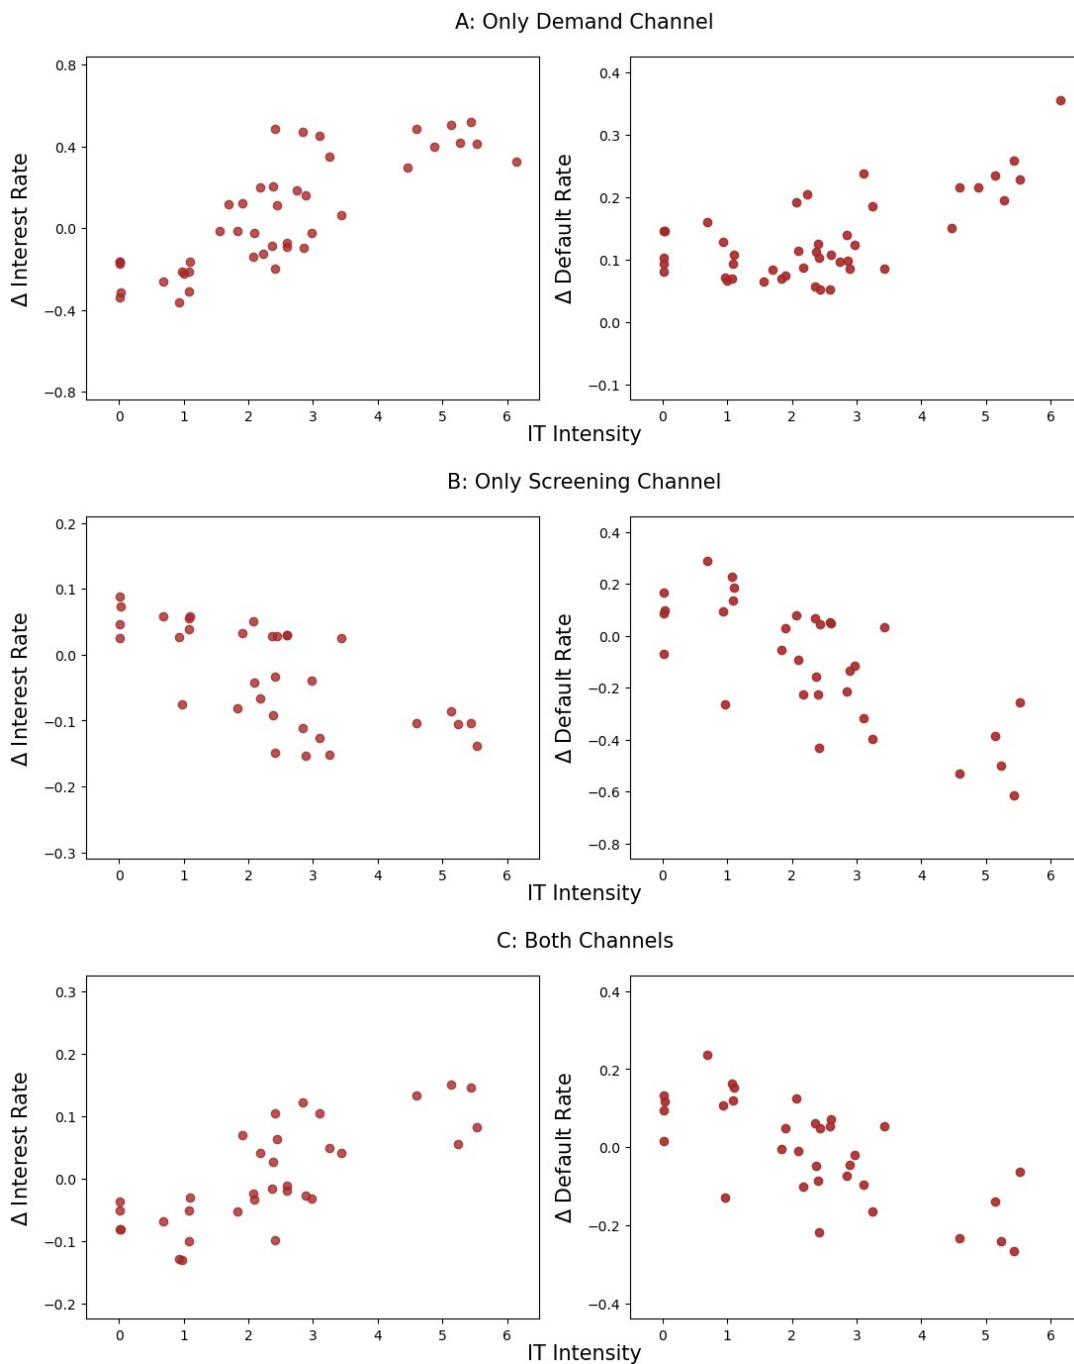 A: Only Demand Channel
Δ Interest Rate
0.8
0.4
0.0
−0.4
−0.8
0 1 2 3 4 5 6
Δ Default Rate
0.4
0.3
0.2
0.1
0.0
−0.1
0 1 2 3 4 5 6
IT Intensity
B: Only Screening Channel
Δ Interest Rate
0.2
0.1
0.0
−0.1
−0.2
−0.3
0 1 2 3 4 5 6
Δ Default Rate
0.4
0.2
0.0
−0.2
−0.4
−0.6
−0.8
0 1 2 3 4 5 6
IT Intensity
C: Both Channels
Δ Interest Rate
0.3
0.2
0.1
0.0
−0.1
−0.2
0 1 2 3 4 5 6
Δ Default Rate
0.4
0.2
0.0
−0.2
−0.4
0 1 2 3 4 5 6
IT Intensity